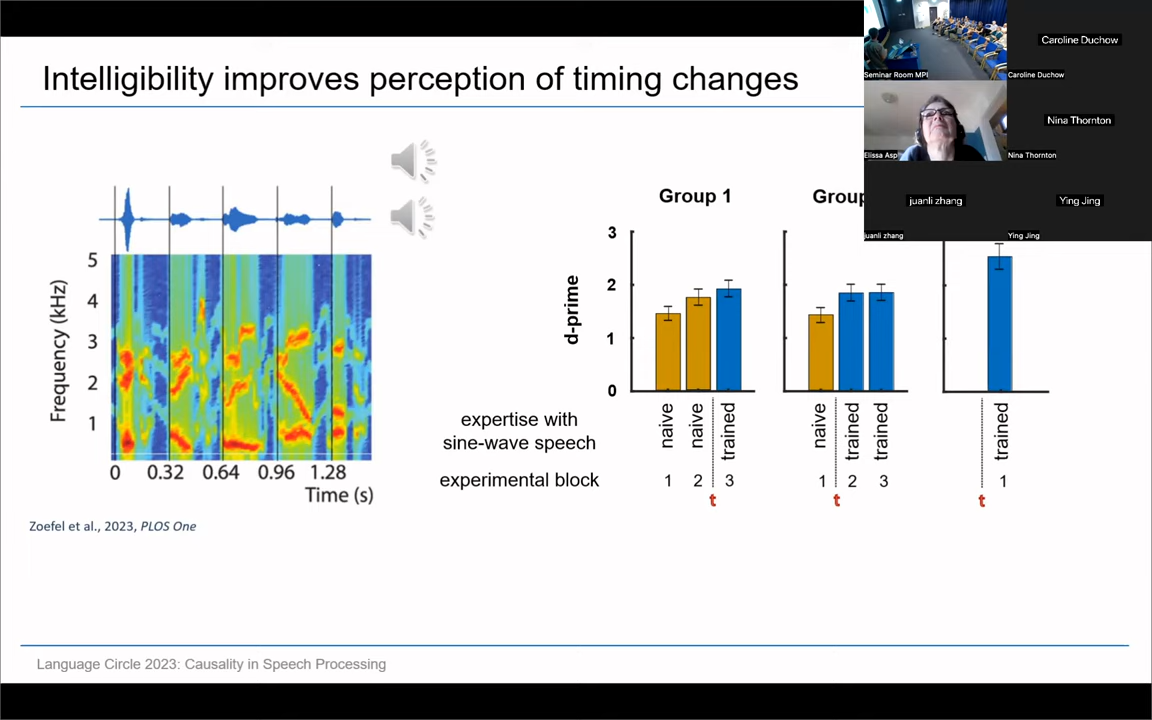 Intelligibility improves perception of timing changes
Seminar Room MPI
Caroline Duchow
Caroline Duchow
Elissa Asp
Nina Thornton
Nina Thornton
juanli zhang
juanli zhang
Ying Jing
Ying Jing
5
4
3
2
1
Frequency (kHz)
0 0.32 0.64 0.96 1.28
Time (s)
Zoefel et al., 2023, PLOS One
Group 1
Group
3
2
1
0
d-prime
expertise with
sine-wave speech
naive naive trained naive trained trained trained
experimental block 1 2 3 1 2 3 1
t t t
Language Circle 2023: Causality in Speech Processing